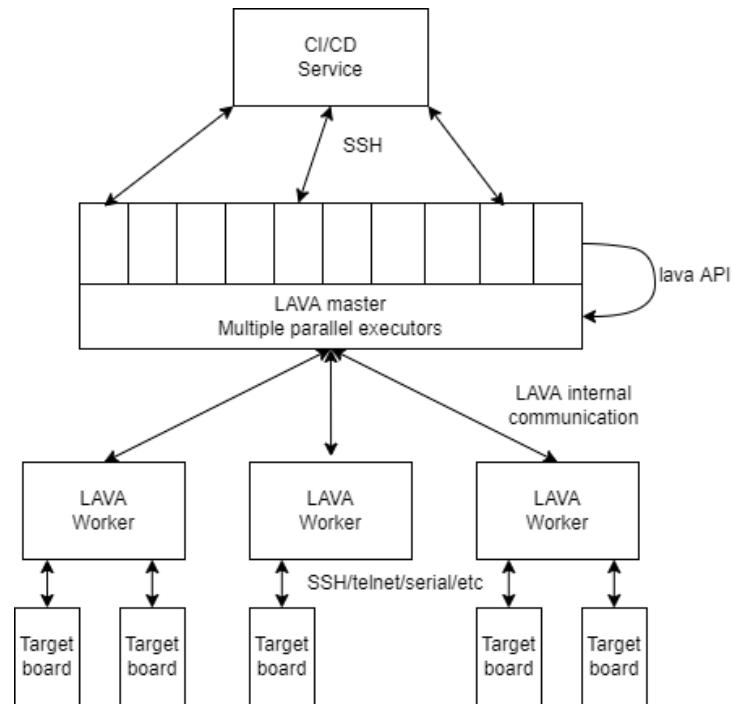 CI/CD
Service
SSH
lava API
LAVA master
Multiple parallel executors
LAVA internal
communication
LAVA
Worker
LAVA
Worker
LAVA
Worker
SSH/telnet/serial/etc
Target
board
Target
board
Target
board
Target
board
Target
board